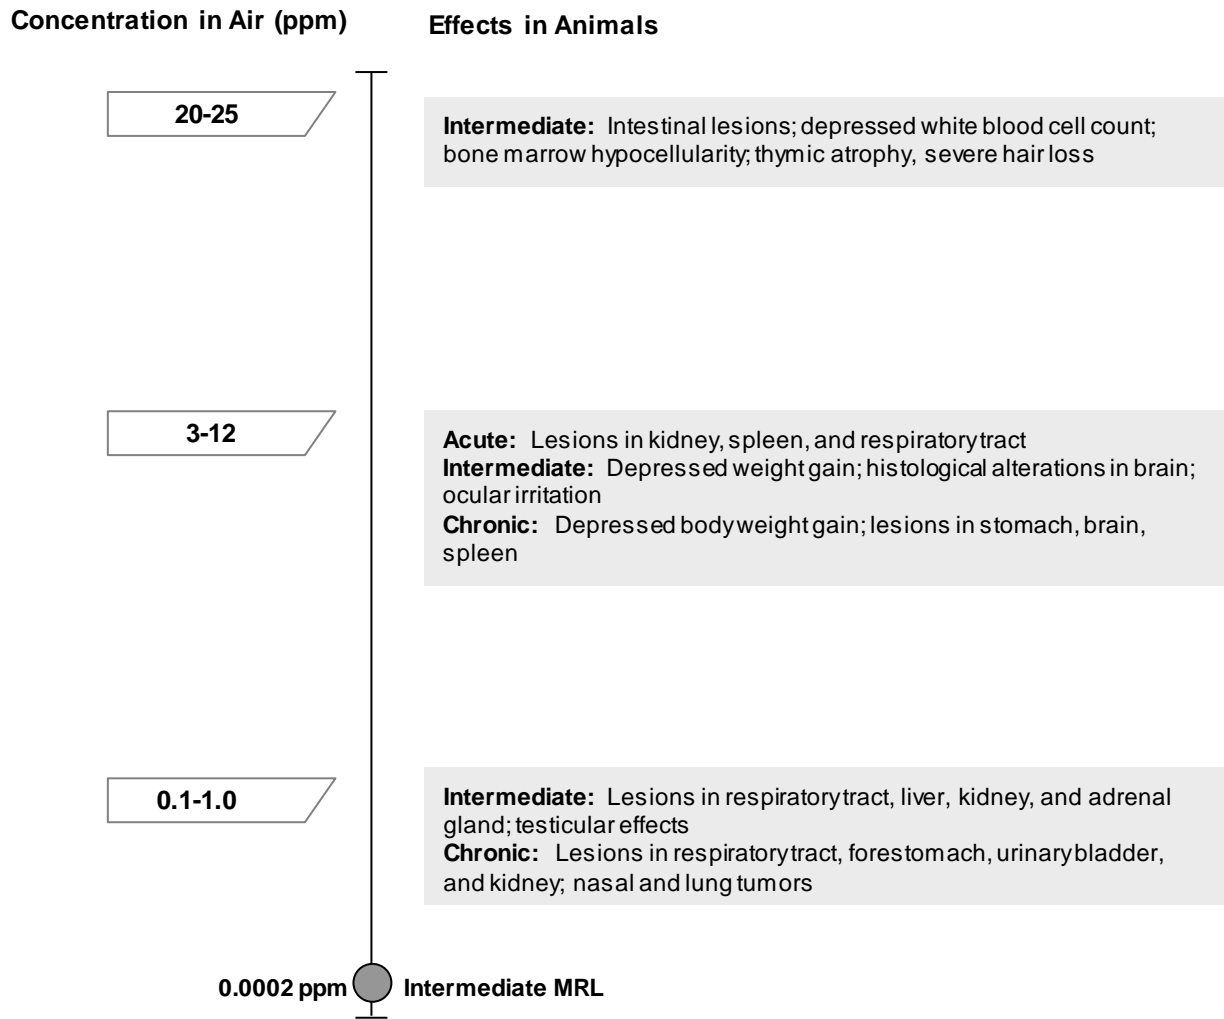 Concentration in Air (ppm)
Effects in Animals
20-25
Intermediate: Intestinal lesions; depressed white blood cell count;
bone marrow hypocellularity; thymic atrophy, severe hair loss
3-12
Acute: Lesions in kidney, spleen, and respiratory tract
Intermediate: Depressed weight gain; histological alterations in brain;
ocular irritation
Chronic: Depressed body weight gain; lesions in stomach, brain,
spleen
0.1-1.0
Intermediate: Lesions in respiratory tract, liver, kidney, and adrenal
gland; testicular effects
Chronic: Lesions in respiratory tract, forestomach, urinary bladder,
and kidney; nasal and lung tumors
0.0002 ppm
Intermediate MRL